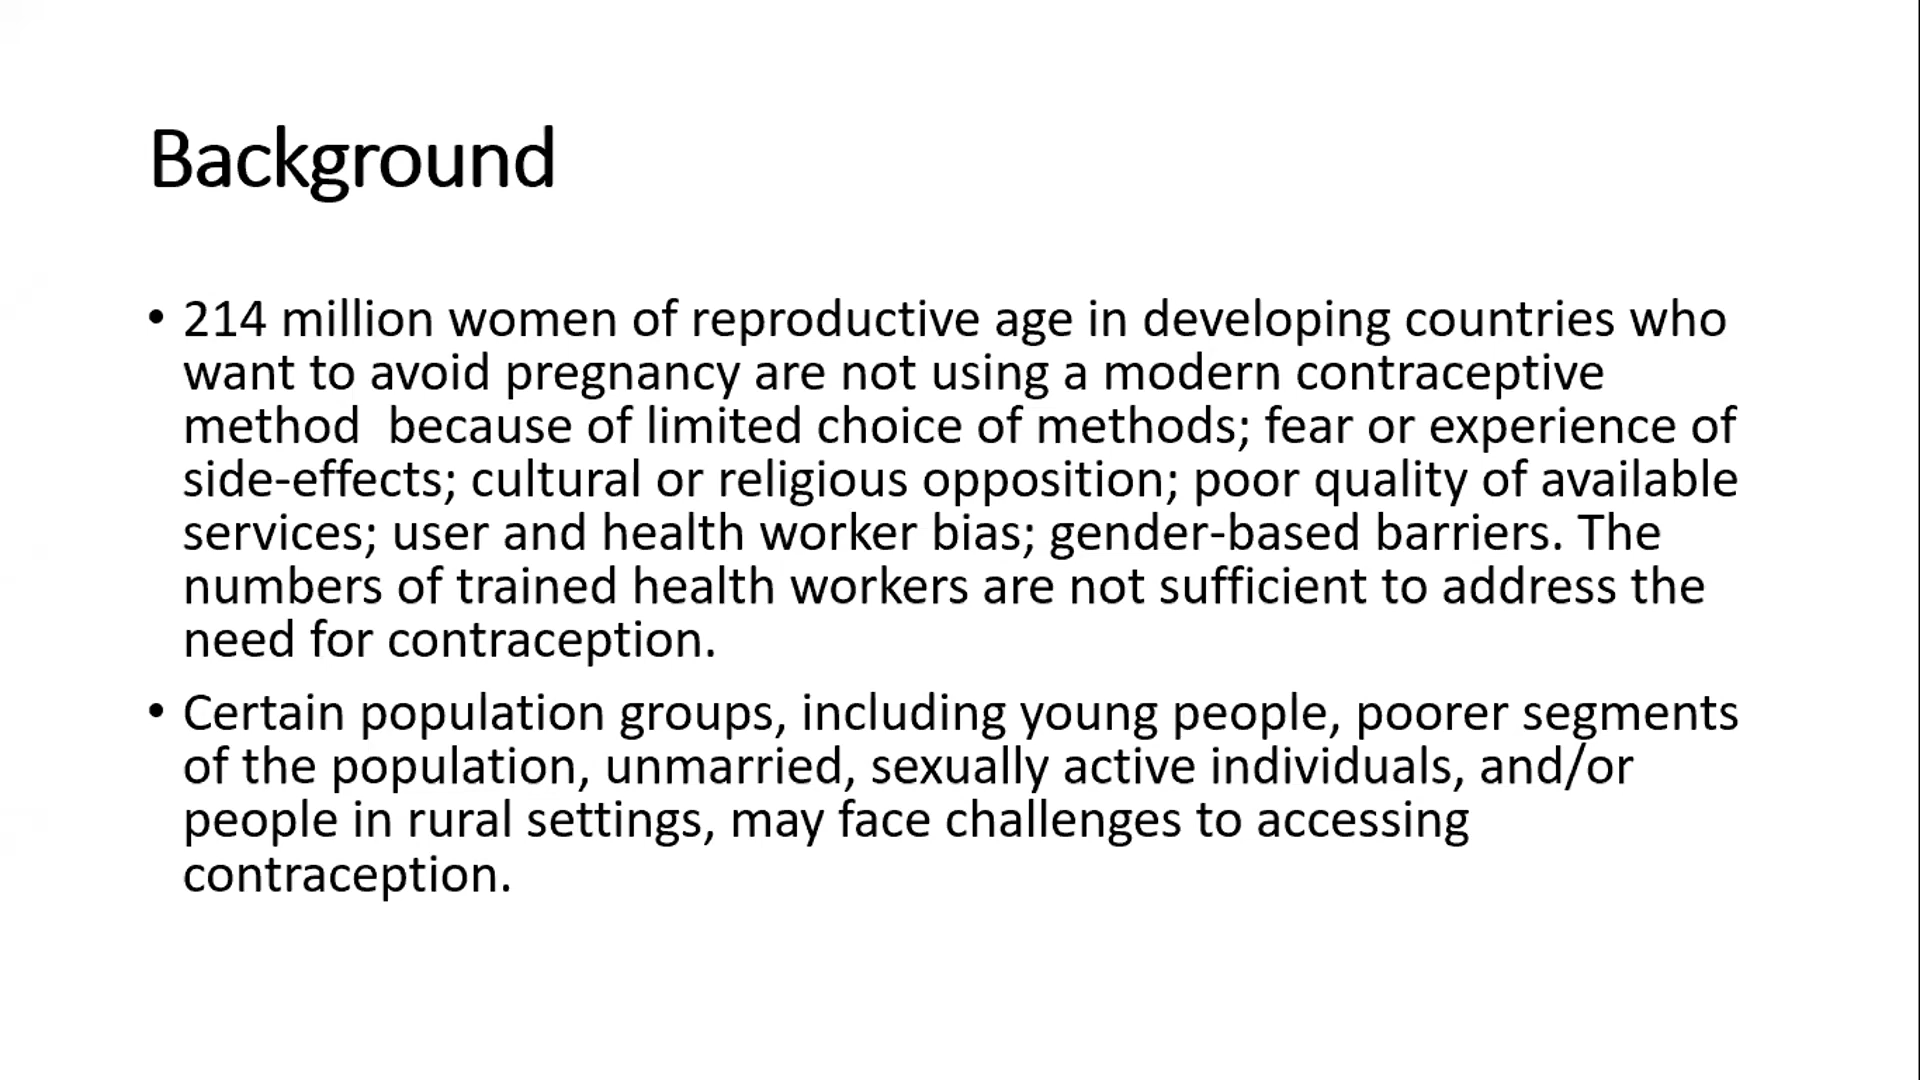 Background
• 214 million women of reproductive age in developing countries who
want to avoid pregnancy are not using a modern contraceptive
method  because of limited choice of methods; fear or experience of
side-effects; cultural or religious opposition; poor quality of available
services; user and health worker bias; gender-based barriers. The
numbers of trained health workers are not sufficient to address the
need for contraception.
• Certain population groups, including young people, poorer segments
of the population, unmarried, sexually active individuals, and/or
people in rural settings, may face challenges to accessing
contraception.